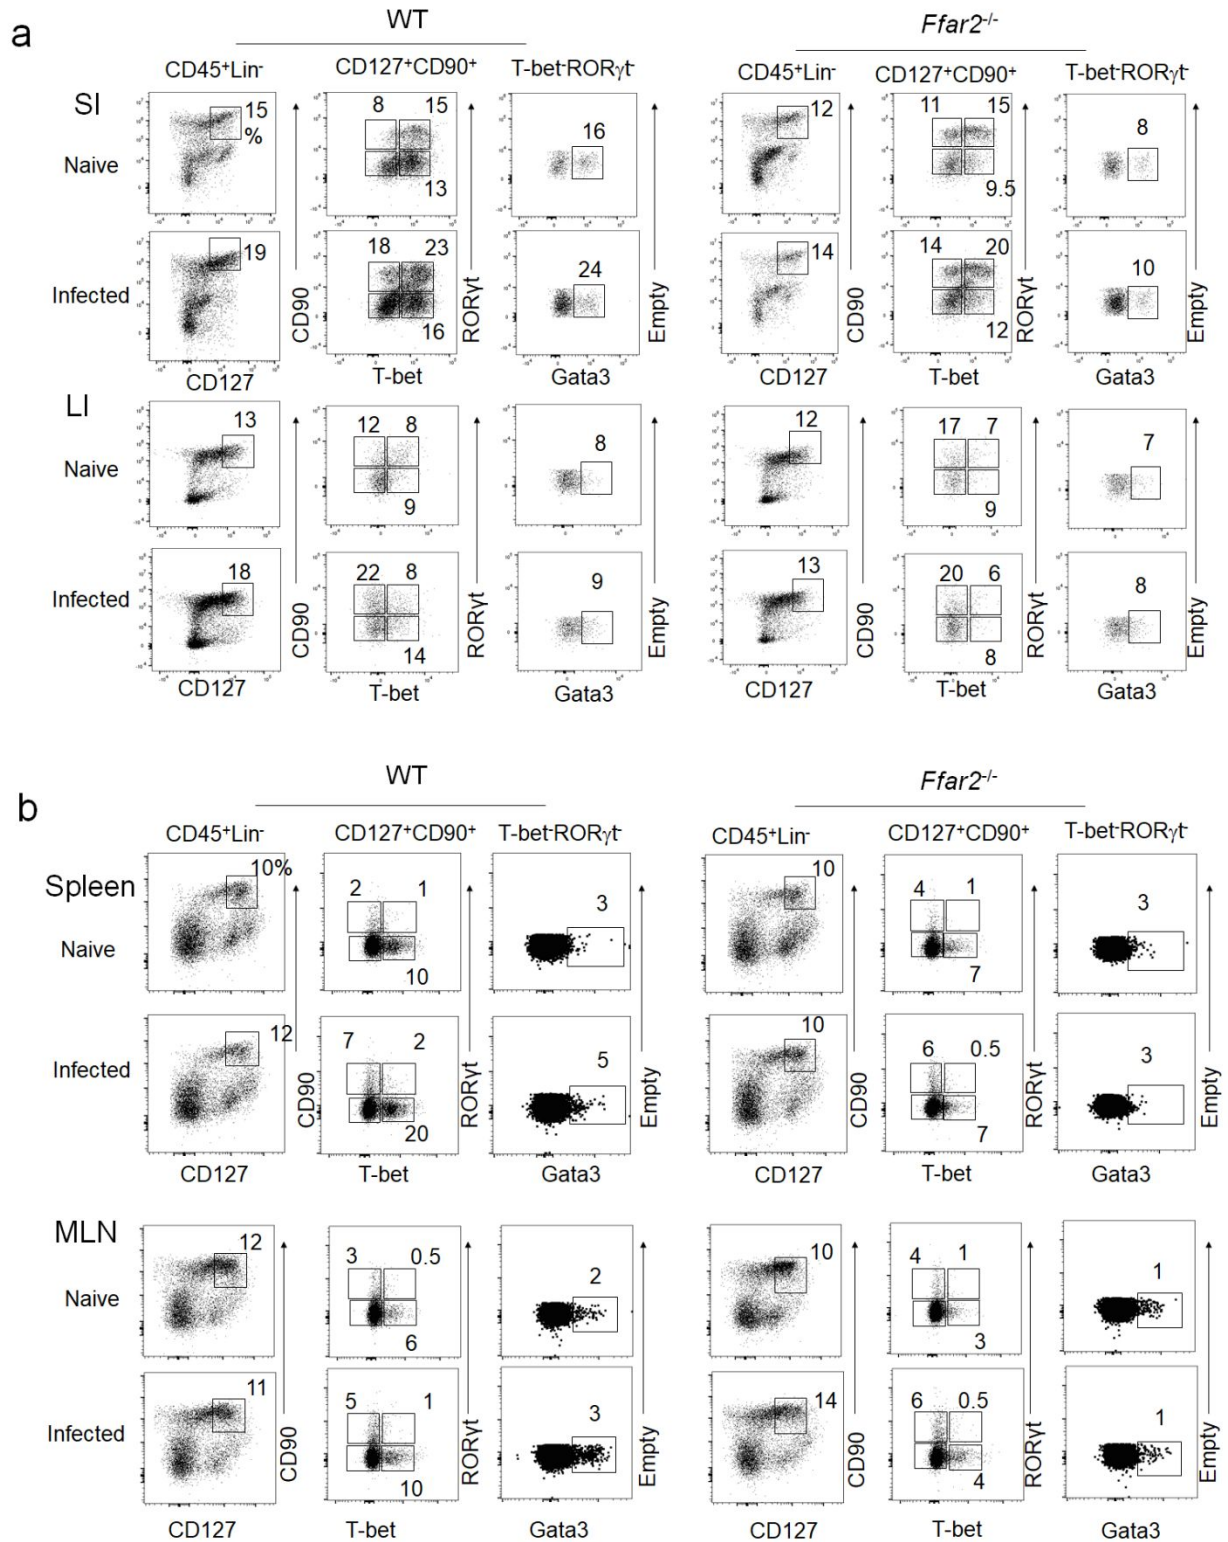 a
WT
Ffar2-/-
CD45+Lin-
CD127+CD90+
T-bet-RORγt-
CD45+Lin-
CD127+CD90+
T-bet-RORγt-
SI
Naive
15
%
8
15
13
16
12
11
15
9.5
8
Infected
19
18
23
16
24
14
14
20
12
10
CD90
RORγt
Empty
CD90
RORγt
Empty
CD127
T-bet
Gata3
CD127
T-bet
Gata3
LI
Naive
13
12
8
9
8
12
17
7
9
7
Infected
18
22
8
14
9
13
20
6
8
8
CD90
RORγt
Empty
CD90
RORγt
Empty
CD127
T-bet
Gata3
CD127
T-bet
Gata3
b
WT
Ffar2-/-
CD45+Lin-
CD127+CD90+
T-bet-RORγt-
CD45+Lin-
CD127+CD90+
T-bet-RORγt-
Spleen
Naive
10%
2
1
10
3
10
4
1
7
3
Infected
12
7
2
20
5
10
6
0.5
7
3
CD90
RORγt
Empty
CD90
RORγt
Empty
CD127
T-bet
Gata3
CD127
T-bet
Gata3
MLN
Naive
12
3
0.5
6
2
10
4
1
3
1
Infected
11
5
1
10
3
14
6
0.5
4
1
CD90
RORγt
Empty
CD90
RORγt
Empty
CD127
T-bet
Gata3
CD127
T-bet
Gata3